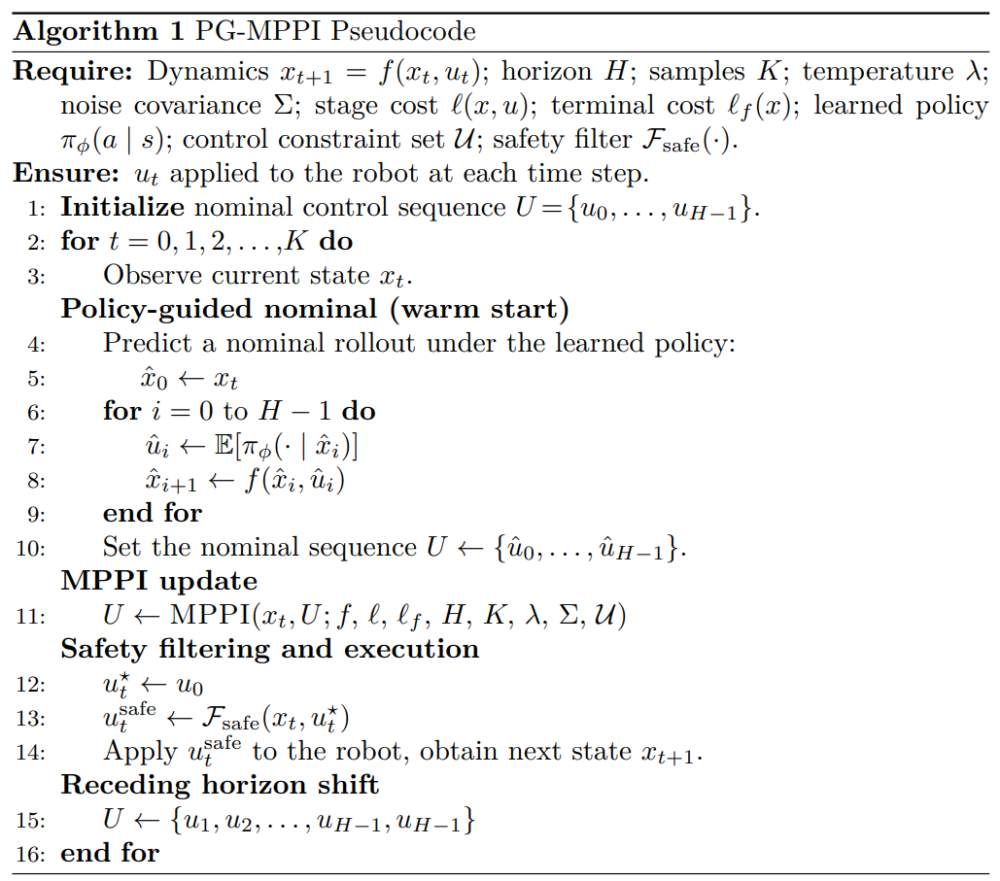 Algorithm 1 PG-MPPI Pseudocode
Require: Dynamics x_{t+1} = f(x_t, u_t); horizon H; samples K; temperature λ;
noise covariance Σ; stage cost ℓ(x, u); terminal cost ℓ_f(x); learned policy
π_ϕ(a | s); control constraint set 𝒰; safety filter ℱ_safe(·).
Ensure: u_t applied to the robot at each time step.
1: Initialize nominal control sequence U = {u_0, . . . , u_{H−1}}.
2: for t = 0, 1, 2, . . . ,K do
3: Observe current state x_t.
Policy-guided nominal (warm start)
4: Predict a nominal rollout under the learned policy:
5: x̂_0 ← x_t
6: for i = 0 to H − 1 do
7: û_i ← 𝔼[π_ϕ(· | x̂_i)]
8: x̂_{i+1} ← f(x̂_i, û_i)
9: end for
10: Set the nominal sequence U ← {û_0, . . . , û_{H−1}}.
MPPI update
11: U ← MPPI(x_t, U; f, ℓ, ℓ_f, H, K, λ, Σ, 𝒰)
Safety filtering and execution
12: u_t^⋆ ← u_0
13: u_t^safe ← ℱ_safe(x_t, u_t^⋆)
14: Apply u_t^safe to the robot, obtain next state x_{t+1}.
Receding horizon shift
15: U ← {u_1, u_2, . . . , u_{H−1}, u_{H−1}}
16: end for